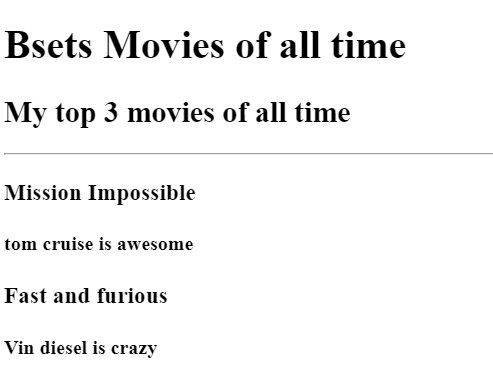 Bsets Movies of all time
My top 3 movies of all time
Mission Impossible
tom cruise is awesome
Fast and furious
Vin diesel is crazy